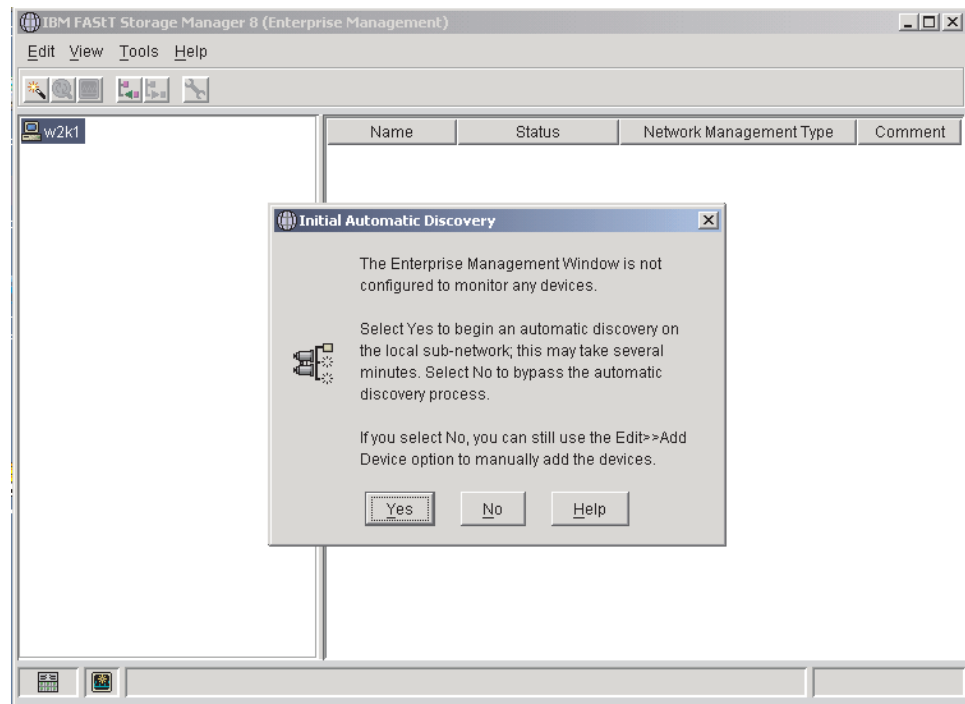 IBM FAStT Storage Manager 8 (Enterprise Management)
Edit View Tools Help
w2k1
Name Status Network Management Type Comment
Initial Automatic Discovery
The Enterprise Management Window is not
configured to monitor any devices.
Select Yes to begin an automatic discovery on
the local sub-network; this may take several
minutes. Select No to bypass the automatic
discovery process.
If you select No, you can still use the Edit>>Add
Device option to manually add the devices.
Yes No Help